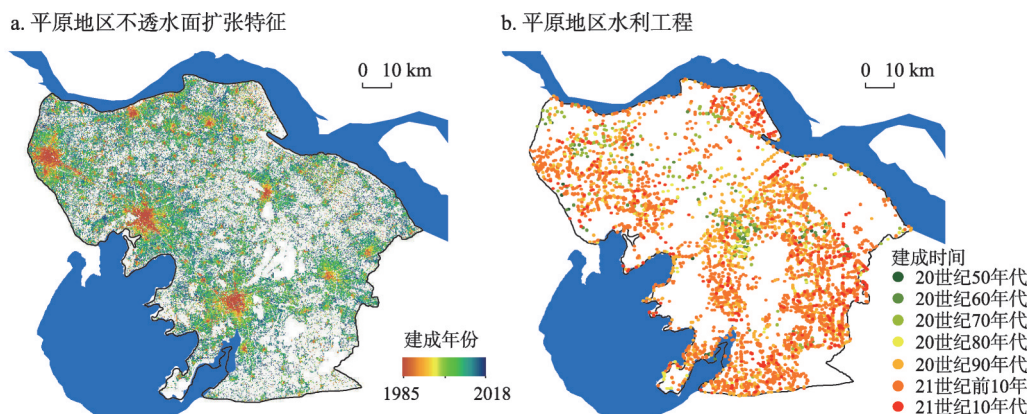 a. 平原地区不透水面扩张特征
0 10 km
建成年份
1985 2018
b. 平原地区水利工程
0 10 km
建成时间
20世纪50年代
20世纪60年代
20世纪70年代
20世纪80年代
20世纪90年代
21世纪前10年
21世纪10年代